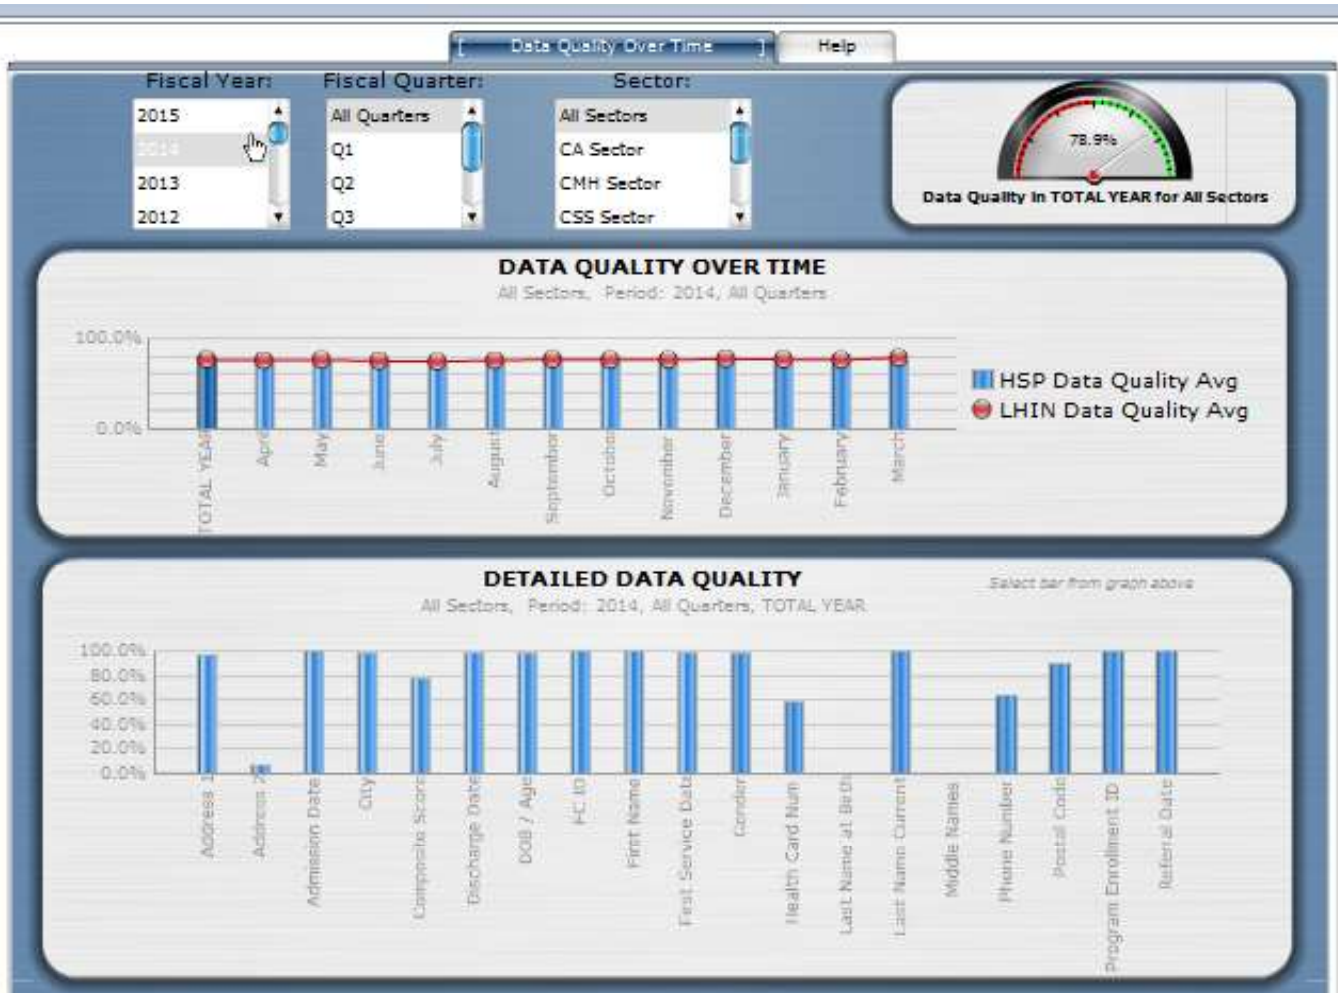 [ Data Quality Over Time ] Help
Fiscal Year: Fiscal Quarter: Sector:
2015 All Quarters All Sectors
2014 Q1 CA Sector
2013 Q2 CMH Sector
2012 Q3 CSS Sector
78.9%
Data Quality in TOTAL YEAR for All Sectors
DATA QUALITY OVER TIME
All Sectors, Period: 2014, All Quarters
100.0%
0.0%
TOTAL YEAR
April
May
June
July
August
September
October
November
December
January
February
March
HSP Data Quality Avg
LHIN Data Quality Avg
DETAILED DATA QUALITY
Select bar from graph above
All Sectors, Period: 2014, All Quarters, TOTAL YEAR
100.0%
80.0%
60.0%
40.0%
20.0%
0.0%
Address 1
Address 2
Admission Date
City
Composite Score
Discharge Date
DOB / Age
HC ID
First Name
First Service Date
Gender
Health Card Num
Last Name at Birth
Last Name Current
Middle Names
Phone Number
Postal Code
Program Enrolment ID
Referral Date